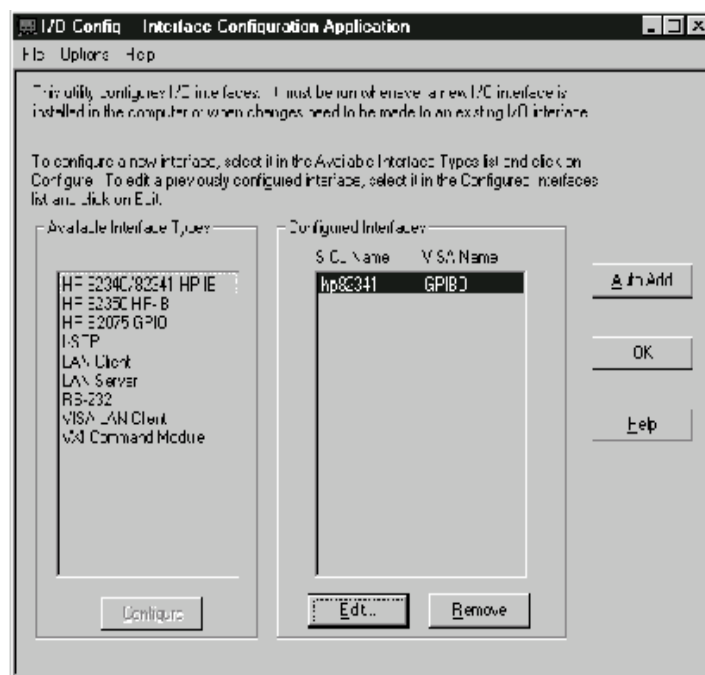 I/O Config Interface Configuration Application
File Options Help
This utility configures I/O interfaces. It must be run whenever a new I/O interface is
installed in the computer or when changes need to be made to an existing I/O interface
To configure a new interface, select it in the Available Interface Types list and click on
Configure. To edit a previously configured interface, select it in the Configured Interfaces
list and click on Edit.
Available Interface Types
HP 82340/82341 HP-IB
HP E2050 HP-IB
HP E2075 GPIO
LAN Client
LAN Server
RS-232
VISA LAN Client
VXI Command Module
Configure
Configured Interfaces
SICL Name VISA Name
hp82341 GPIB0
Edit...
Remove
Auto Add
OK
Help